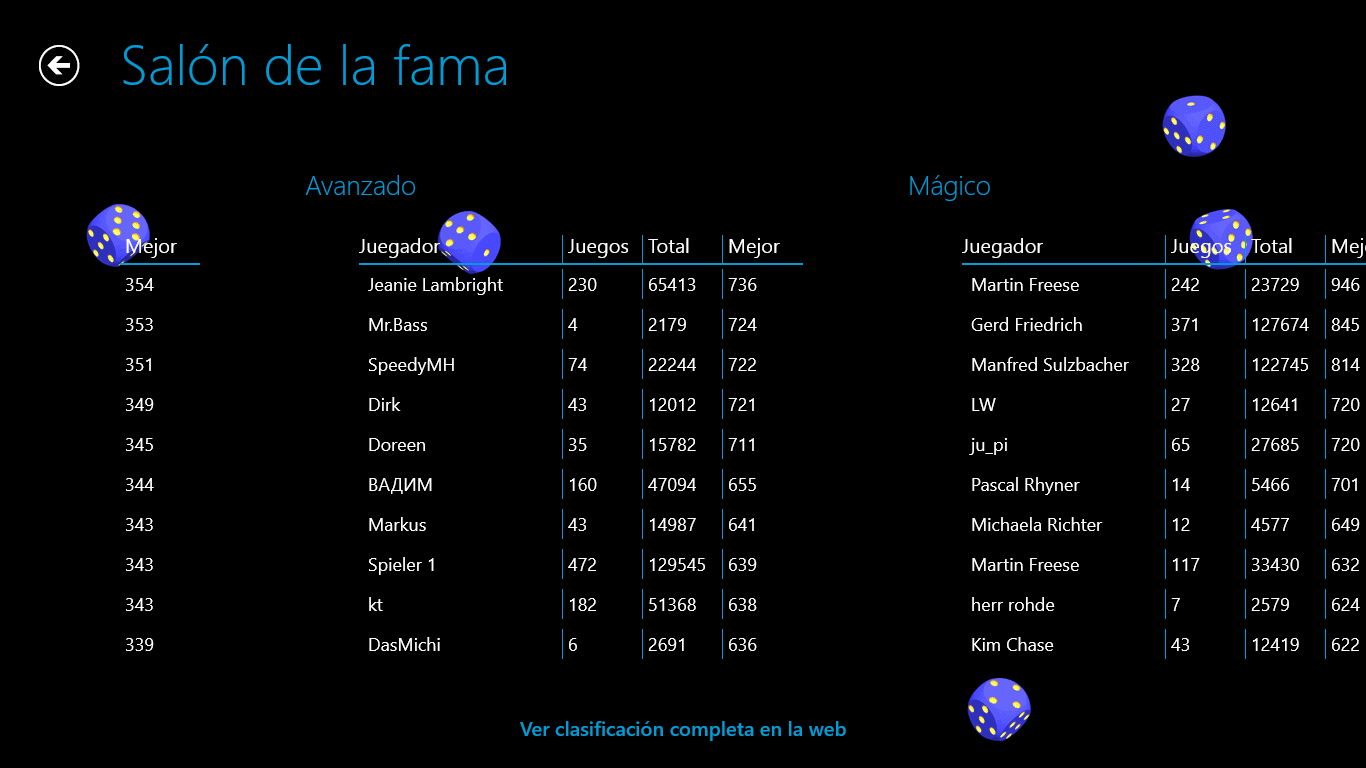 Salón de la fama
Avanzado Mágico
Mejor Juegador Juegos Total Mejor Juegador Juegos Total
354 Jeanie Lambright 230 65413 736 Martin Freese 242 23729 946
353 Mr.Bass 4 2179 724 Gerd Friedrich 371 127674 845
351 SpeedyMH 74 22244 722 Manfred Sulzbacher 328 122745 814
349 Dirk 43 12012 721 LW 27 12641 720
345 Doreen 35 15782 711 ju_pi 65 27685 720
344 ВАДИМ 160 47094 655 Pascal Rhyner 14 5466 701
343 Markus 43 14987 641 Michaela Richter 12 4577 649
343 Spieler 1 472 129545 639 Martin Freese 117 33430 632
343 kt 182 51368 638 herr rohde 7 2579 624
339 DasMichi 6 2691 636 Kim Chase 43 12419 622
Ver clasificación completa en la web